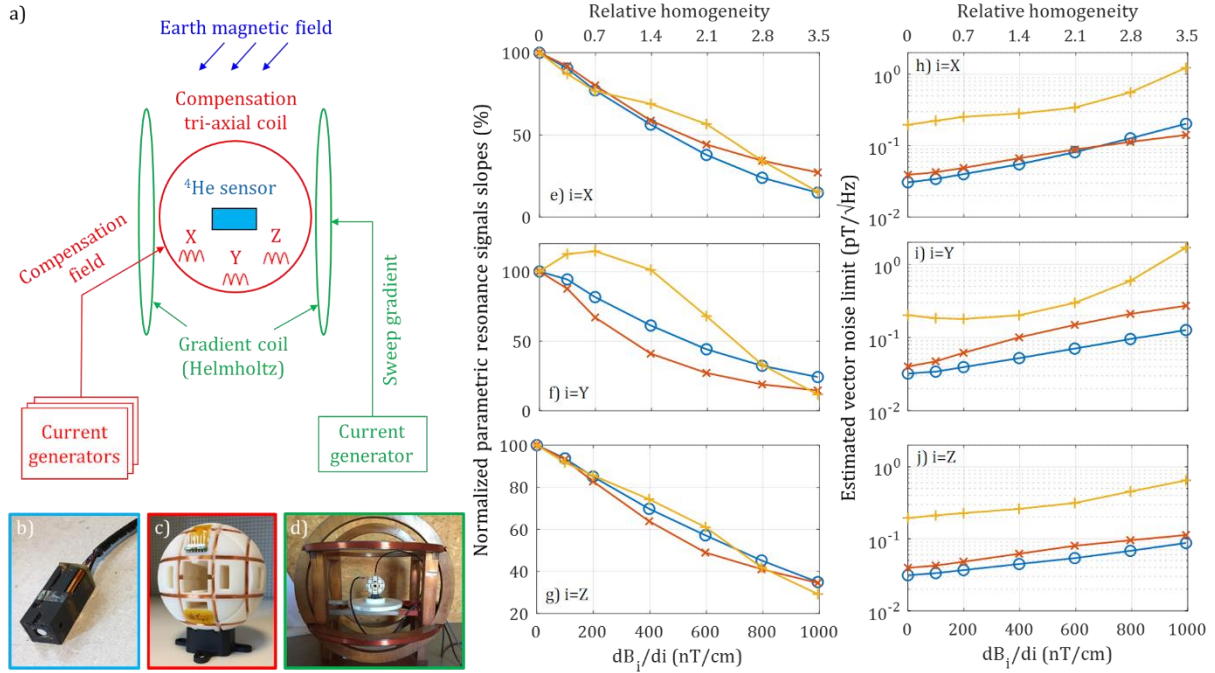 a)
Earth magnetic field
Compensation
tri-axial coil
⁴He sensor
X
Y
Z
Compensation
field
Gradient coil
(Helmholtz)
Sweep gradient
Current
generators
Current
generator
b)
c)
d)
Relative homogeneity
0 0.7 1.4 2.1 2.8 3.5
Normalized parametric resonance signals slopes (%)
100
50
0
e) i=X
100
50
0
f) i=Y
100
80
60
40
20
g) i=Z
0 200 400 600 800 1000
dBᵢ/di (nT/cm)
Relative homogeneity
0 0.7 1.4 2.1 2.8 3.5
Estimated vector noise limit (pT/√Hz)
h) i=X
10⁰
10⁻¹
10⁻²
i) i=Y
10⁰
10⁻¹
10⁻²
j) i=Z
10⁰
10⁻¹
10⁻²
0 200 400 600 800 1000
dBᵢ/di (nT/cm)